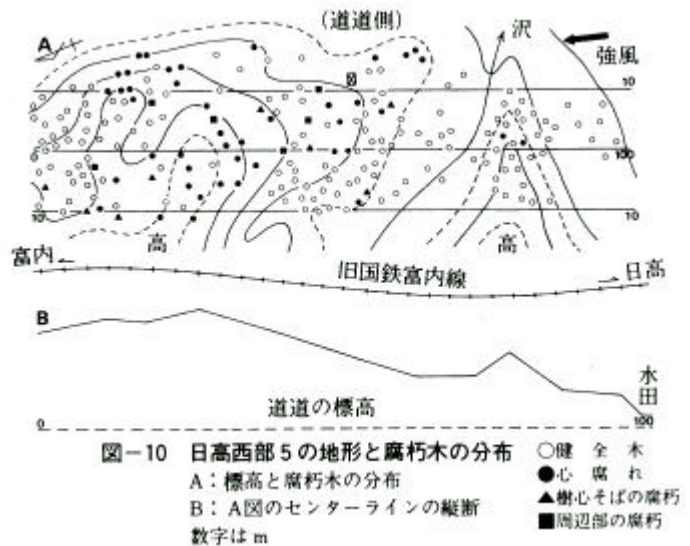 (道道側)
沢
A
強風
10
100
10
10
高
高
富内
旧国鉄富内線
日高
B
水田
道道の標高
0
100
図-10 日高西部5の地形と腐朽木の分布
A:標高と腐朽木の分布
B:A図のセンターラインの縦断
数字はm
○健全木
●心腐れ
▲樹心そばの腐朽
■周辺部の腐朽